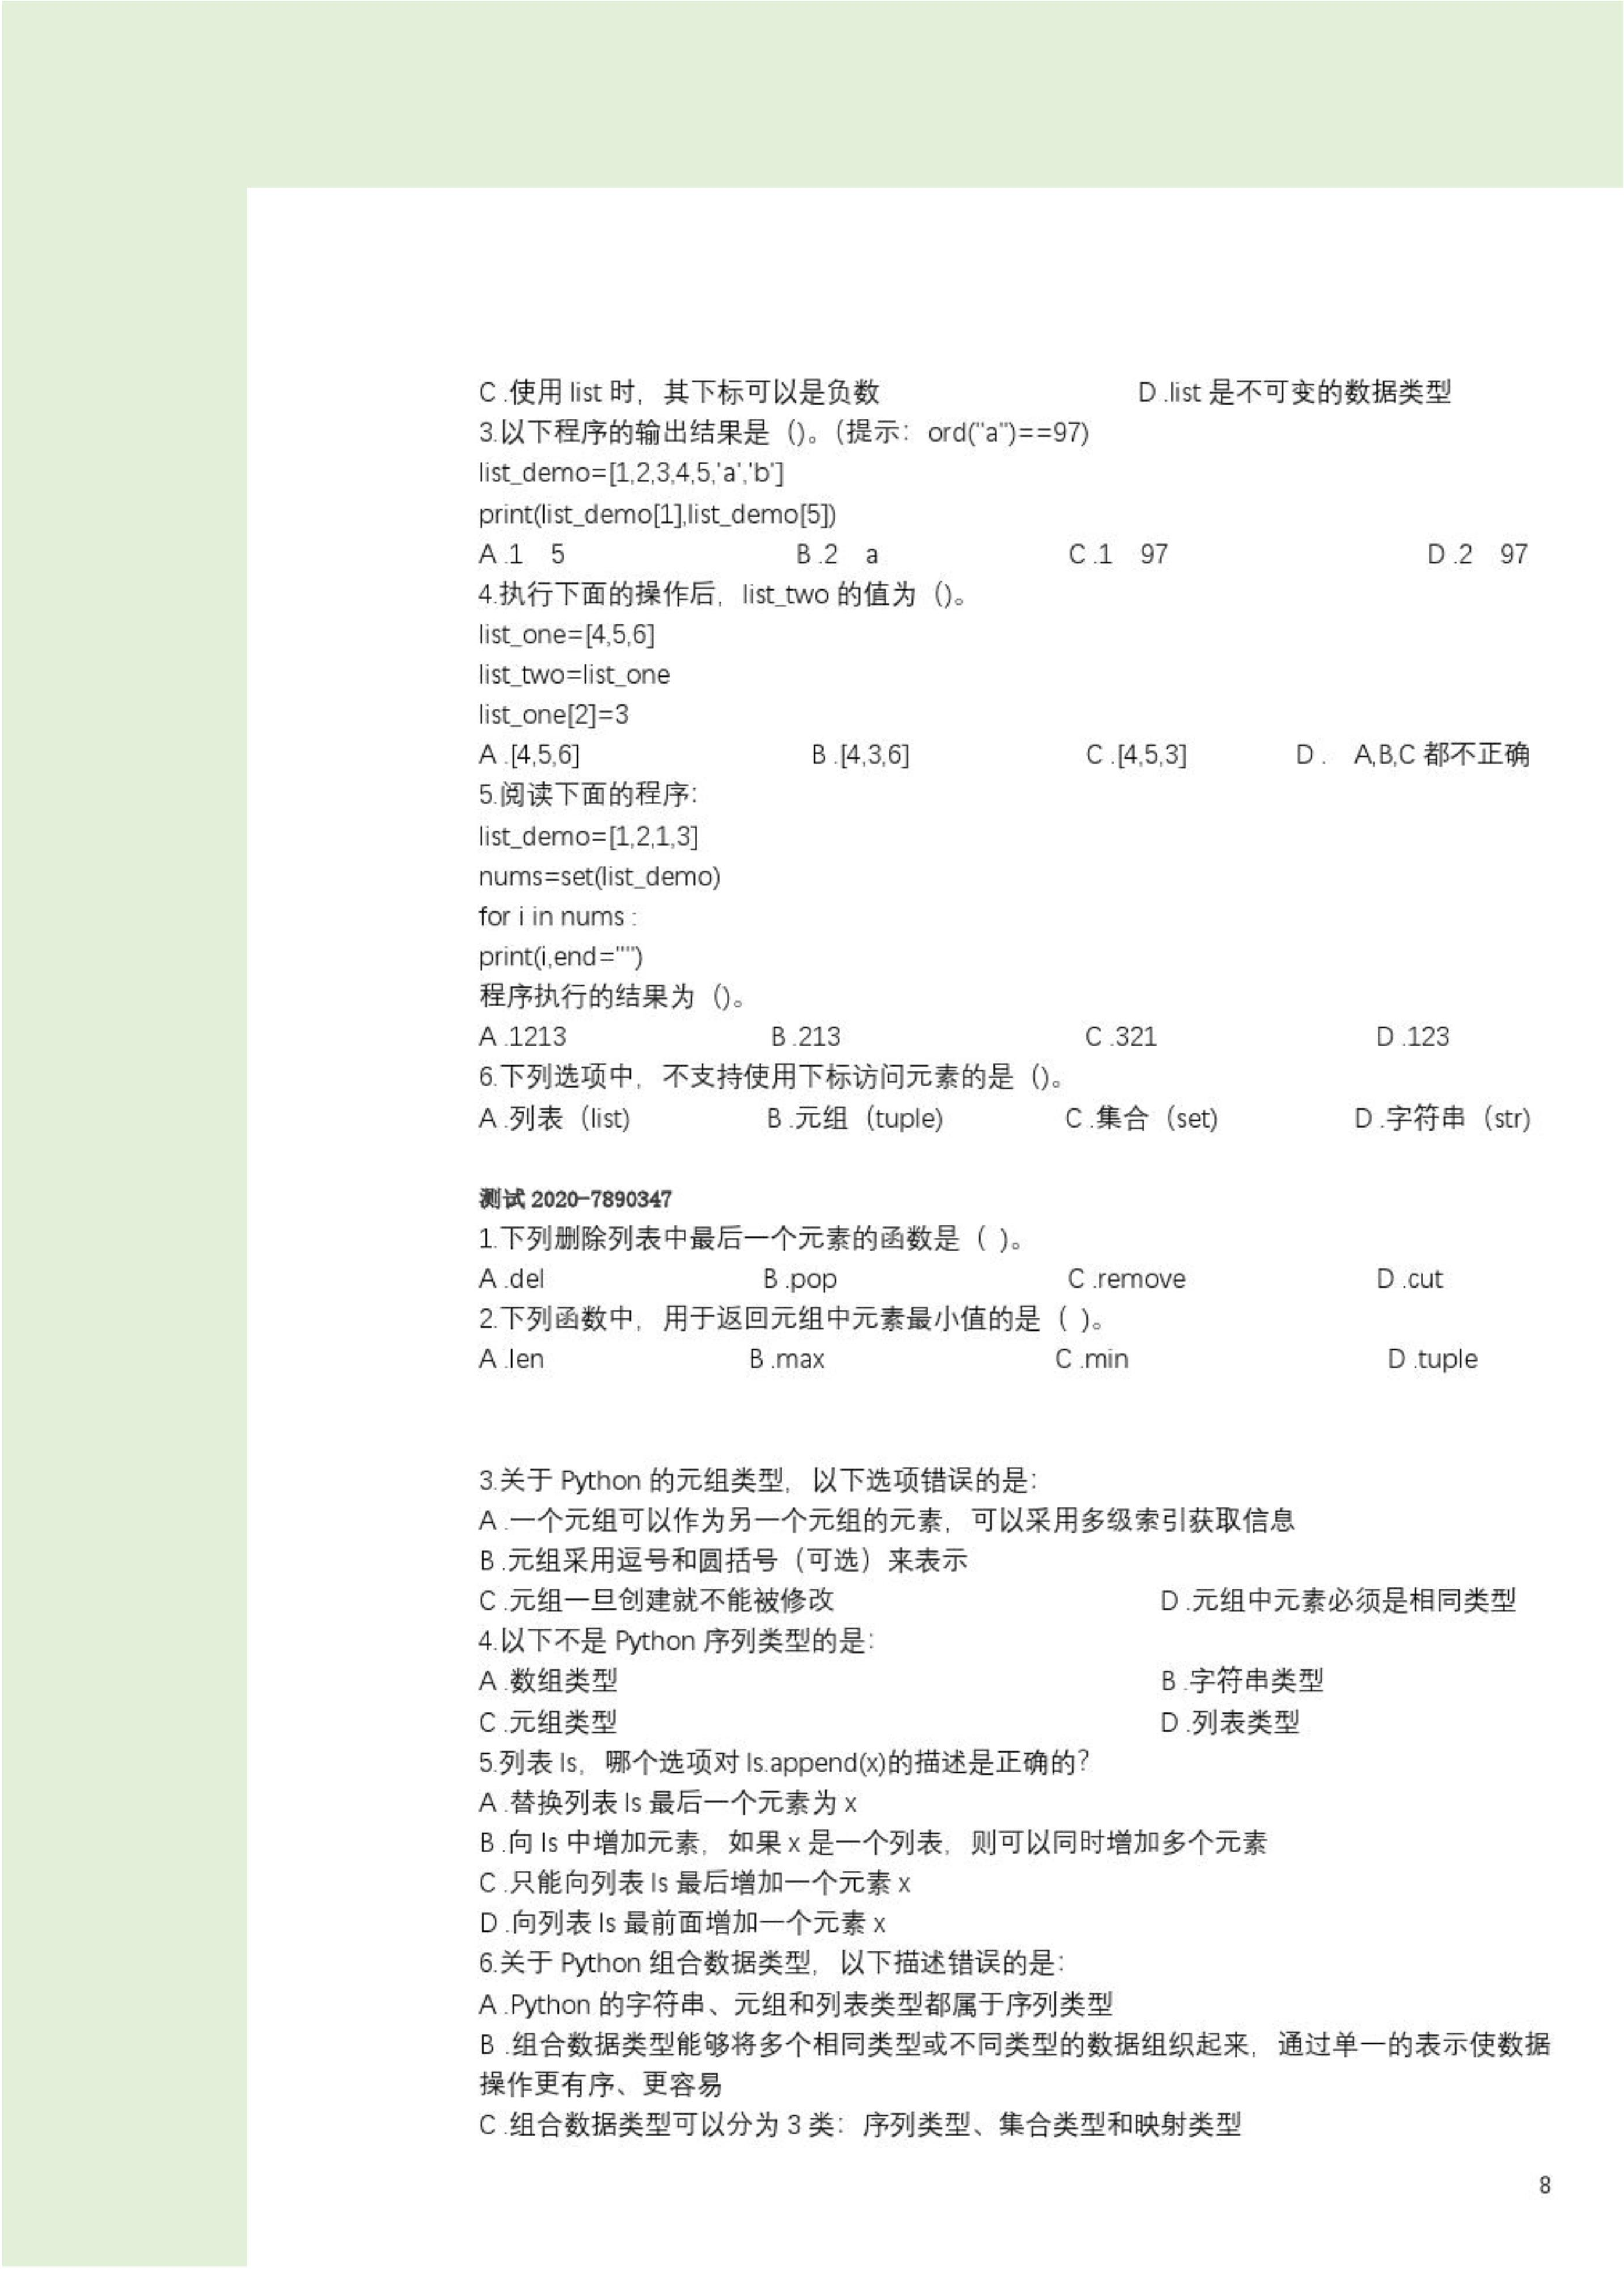 C .使用 list 时，其下标可以是负数 D .list 是不可变的数据类型
3.以下程序的输出结果是（)。（提示：ord("a")==97)
list_demo=[1,2,3,4,5,'a','b']
print(list_demo[1],list_demo[5])
A .1 5 B .2 a C .1 97 D .2 97
4.执行下面的操作后，list_two 的值为（)。
list_one=[4,5,6]
list_two=list_one
list_one[2]=3
A .[4,5,6] B .[4,3,6] C .[4,5,3] D . A,B,C 都不正确
5.阅读下面的程序：
list_demo=[1,2,1,3]
nums=set(list_demo)
for i in nums :
print(i,end="")
程序执行的结果为（)。
A .1213 B .213 C .321 D .123
6.下列选项中，不支持使用下标访问元素的是（)。
A .列表（list) B .元组（tuple) C .集合（set) D .字符串（str)
测试 2020-7890347
1.下列删除列表中最后一个元素的函数是（ )。
A .del B .pop C .remove D .cut
2.下列函数中，用于返回元组中元素最小值的是（ )。
A .len B .max C .min D .tuple
3.关于 Python 的元组类型，以下选项错误的是：
A .一个元组可以作为另一个元组的元素，可以采用多级索引获取信息
B .元组采用逗号和圆括号（可选）来表示
C .元组一旦创建就不能被修改 D .元组中元素必须是相同类型
4.以下不是 Python 序列类型的是：
A .数组类型 B .字符串类型
C .元组类型 D .列表类型
5.列表 ls，哪个选项对 ls.append(x)的描述是正确的？
A .替换列表 ls 最后一个元素为 x
B .向 ls 中增加元素，如果 x 是一个列表，则可以同时增加多个元素
C .只能向列表 ls 最后增加一个元素 x
D .向列表 ls 最前面增加一个元素 x
6.关于 Python 组合数据类型，以下描述错误的是：
A .Python 的字符串、元组和列表类型都属于序列类型
B .组合数据类型能够将多个相同类型或不同类型的数据组织起来，通过单一的表示使数据
操作更有序、更容易
C .组合数据类型可以分为 3 类：序列类型、集合类型和映射类型
8